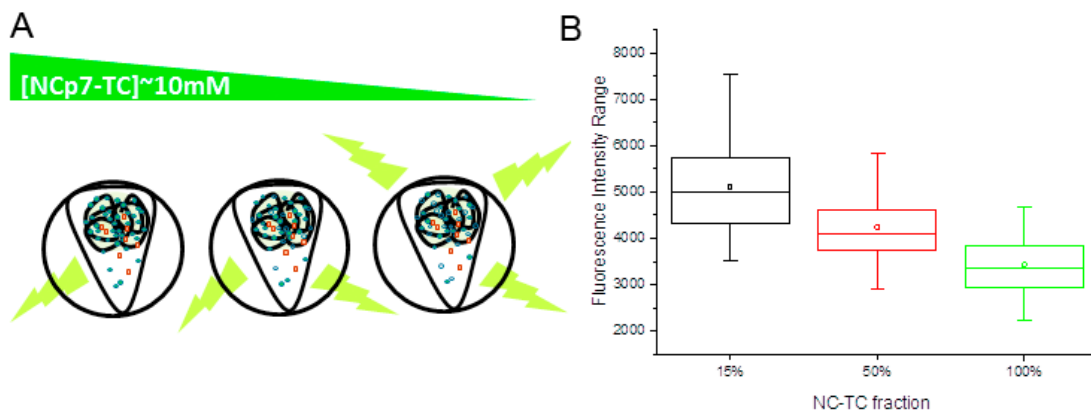 A
[NCp7-TC]~10mM
B
Fluorescence Intensity Range
8000
7000
6000
5000
4000
3000
2000
15%
50%
100%
NC-TC fraction